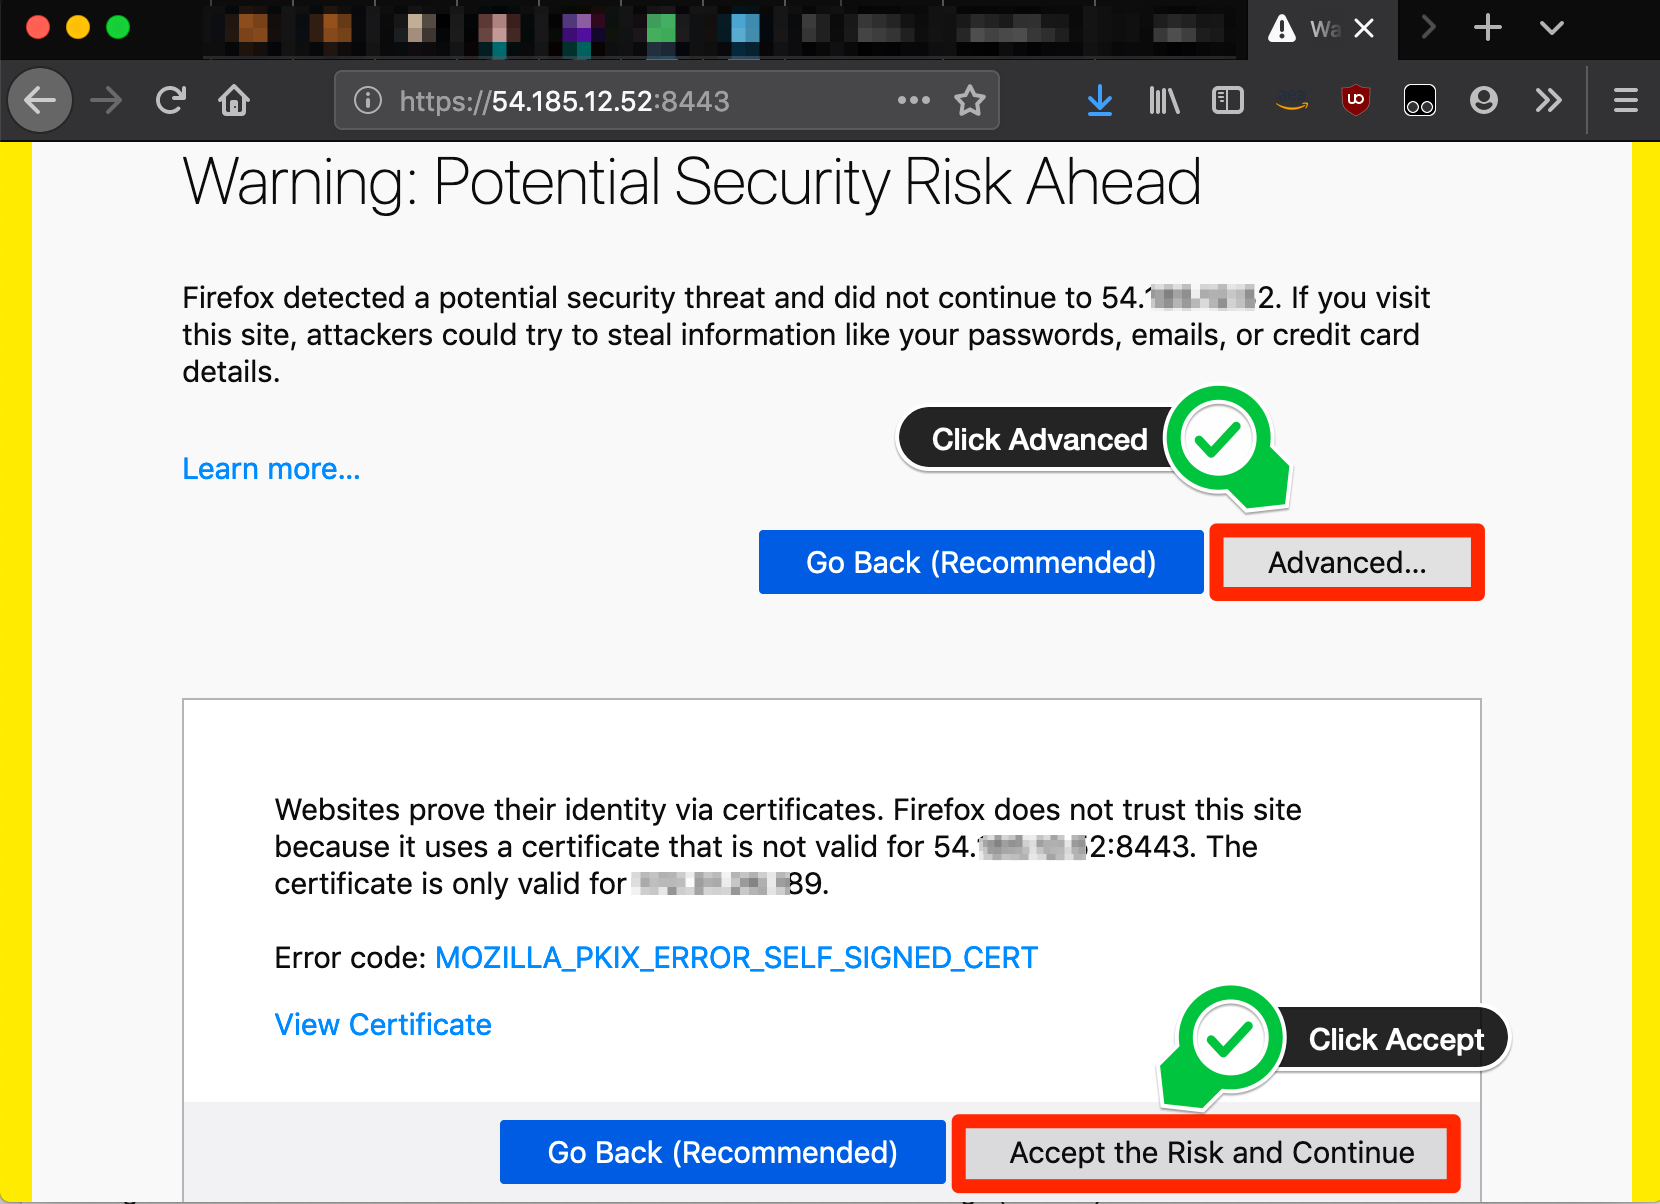 Wa
https://54.185.12.52:8443
Warning: Potential Security Risk Ahead
Firefox detected a potential security threat and did not continue to 54. 2. If you visit
this site, attackers could try to steal information like your passwords, emails, or credit card
details.
Click Advanced
Learn more...
Go Back (Recommended)
Advanced...
Websites prove their identity via certificates. Firefox does not trust this site
because it uses a certificate that is not valid for 54. 2:8443. The
certificate is only valid for 89.
Error code: MOZILLA_PKIX_ERROR_SELF_SIGNED_CERT
View Certificate
Click Accept
Go Back (Recommended)
Accept the Risk and Continue